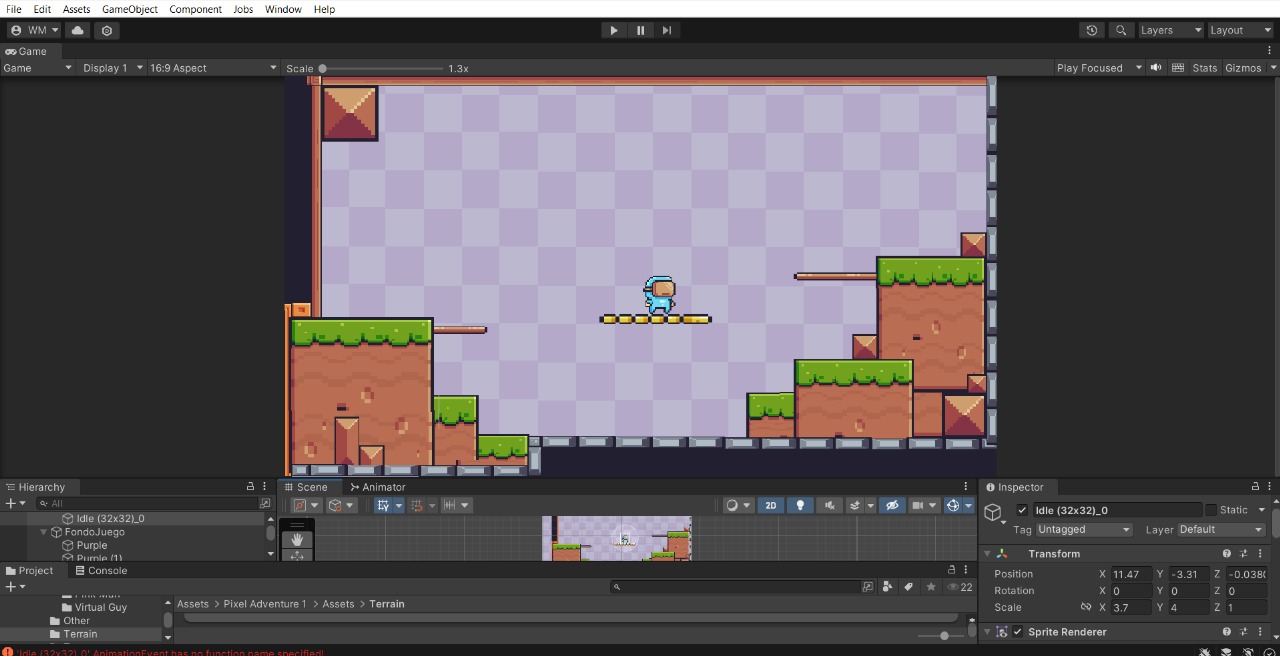 File Edit Assets GameObject Component Jobs Window Help
WM Layers Layout
Game
Game Display 1 16:9 Aspect Scale 1.3x Play Focused Stats Gizmos
Hierarchy
All
Idle (32x32)_0
FondoJuego
Purple
Purple (1)
Scene Animator
2D
Inspector
Idle (32x32)_0 Static
Tag Untagged Layer Default
Transform
Position X 11.47 Y -3.31 Z -0.038
Rotation X 0 Y 0 Z 0
Scale X 3.7 Y 4 Z 1
Sprite Renderer
Project Console
22
Pink Man
Virtual Guy
Other
Terrain
Assets > Pixel Adventure 1 > Assets > Terrain
'Idle (32x32)_0' AnimationEvent has no function name specified!